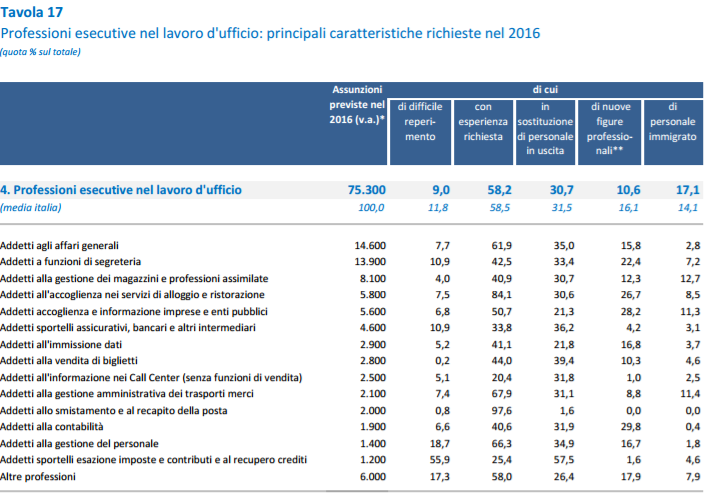 Tavola 17
Professioni esecutive nel lavoro d'ufficio: principali caratteristiche richieste nel 2016
(quota % sul totale)
Assunzioni previste nel 2016 (v.a.)*
di cui
di difficile reperi- mento
con esperienza richiesta
in sostituzione di personale in uscita
di nuove figure professio- nali**
di personale immigrato
4. Professioni esecutive nel lavoro d'ufficio 75.300 9,0 58,2 30,7 10,6 17,1
(media italia) 100,0 11,8 58,5 31,5 16,1 14,1
Addetti agli affari generali 14.600 7,7 61,9 35,0 15,8 2,8
Addetti a funzioni di segreteria 13.900 10,9 42,5 33,4 22,4 7,2
Addetti alla gestione dei magazzini e professioni assimilate 8.100 4,0 40,9 30,7 12,3 12,7
Addetti all'accoglienza nei servizi di alloggio e ristorazione 5.800 7,5 84,1 30,6 26,7 8,5
Addetti accoglienza e informazione imprese e enti pubblici 5.600 6,8 50,7 21,3 28,2 11,3
Addetti sportelli assicurativi, bancari e altri intermediari 4.600 10,9 33,8 36,2 4,2 3,1
Addetti all'immissione dati 2.900 5,2 41,1 21,8 16,8 3,7
Addetti alla vendita di biglietti 2.800 0,2 44,0 39,4 10,3 4,6
Addetti all'informazione nei Call Center (senza funzioni di vendita) 2.500 5,1 20,4 31,8 1,0 2,5
Addetti alla gestione amministrativa dei trasporti merci 2.100 7,4 67,9 31,1 8,8 11,4
Addetti allo smistamento e al recapito della posta 2.000 0,8 97,6 1,6 0,0 0,0
Addetti alla contabilità 1.900 6,6 40,6 31,9 29,8 0,4
Addetti alla gestione del personale 1.400 18,7 66,3 34,9 16,7 1,8
Addetti sportelli esazione imposte e contributi e al recupero crediti 1.200 55,9 25,4 57,5 1,6 4,6
Altre professioni 6.000 17,3 58,0 26,4 17,9 7,9